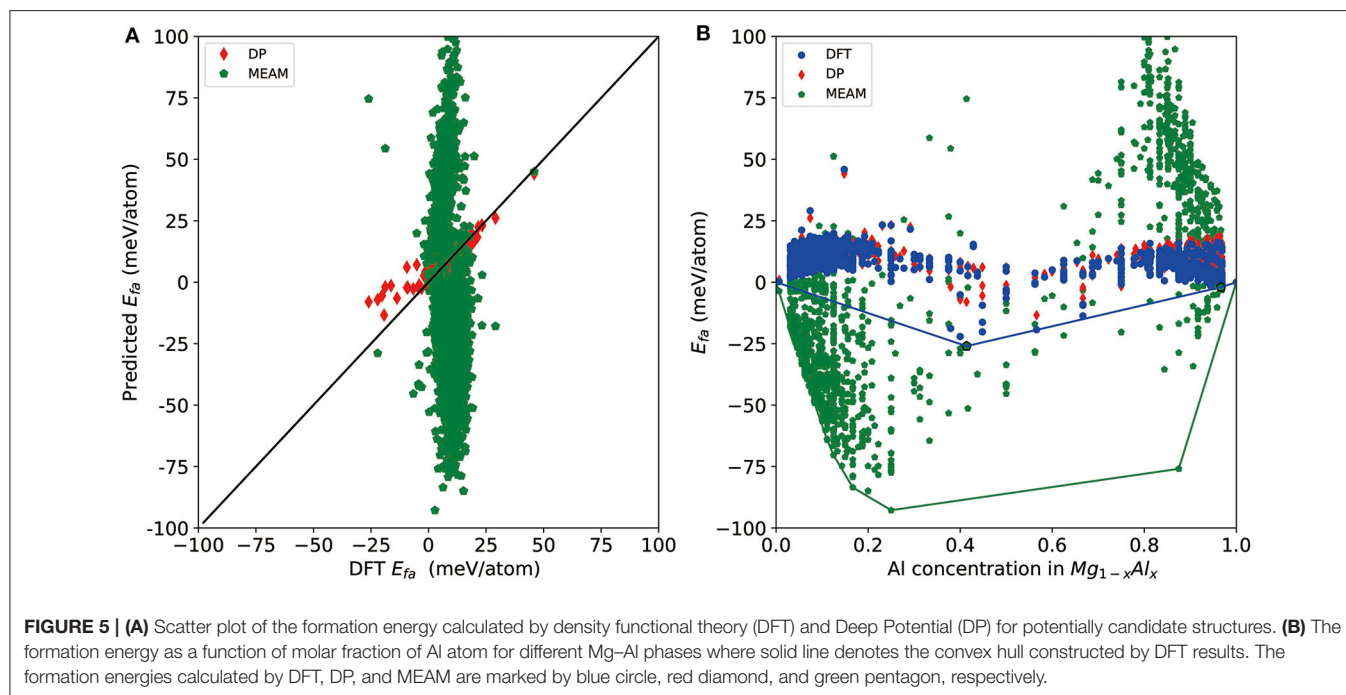 A
100
75
50
25
0
-25
-50
-75
-100
Predicted E_fa (meV/atom)
DP
MEAM
−100 −75 −50 −25 0 25 50 75 100
DFT E_fa (meV/atom)
B
100
75
50
25
0
−25
−50
−75
−100
E_fa (meV/atom)
DFT
DP
MEAM
0.0 0.2 0.4 0.6 0.8 1.0
Al concentration in Mg_{1−x}Al_x
FIGURE 5 | (A) Scatter plot of the formation energy calculated by density functional theory (DFT) and Deep Potential (DP) for potentially candidate structures. (B) The
formation energy as a function of molar fraction of Al atom for different Mg–Al phases where solid line denotes the convex hull constructed by DFT results. The
formation energies calculated by DFT, DP, and MEAM are marked by blue circle, red diamond, and green pentagon, respectively.